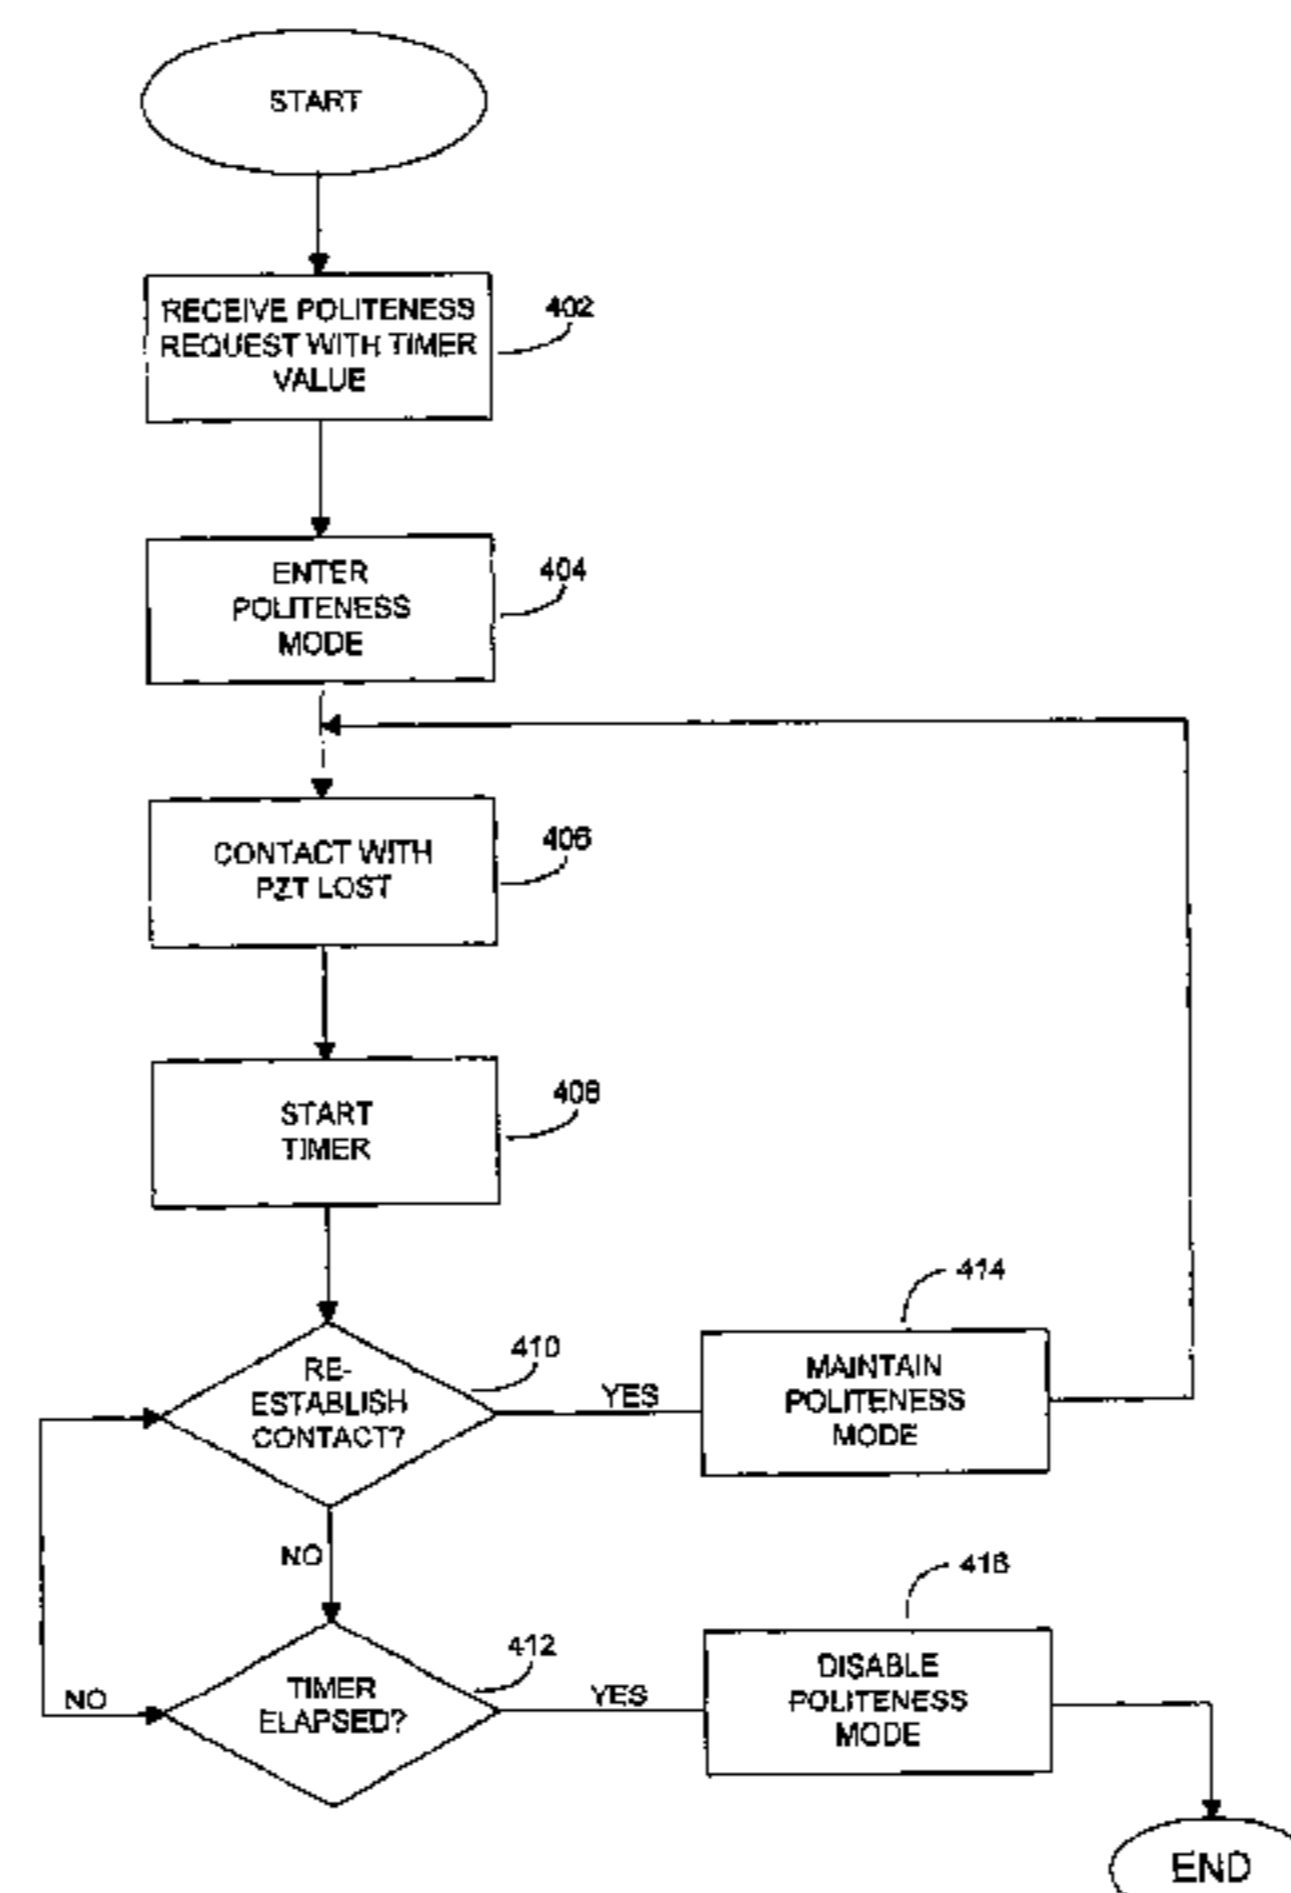 START
RECEIVE POLITENESS
REQUEST WITH TIMER
VALUE
402
ENTER
POLITENESS
MODE
404
CONTACT WITH
PZT LOST
406
START
TIMER
408
RE-
ESTABLISH
CONTACT?
410
YES
MAINTAIN
POLITENESS
MODE
414
NO
TIMER
ELAPSED?
412
NO
YES
DISABLE
POLITENESS
MODE
416
END